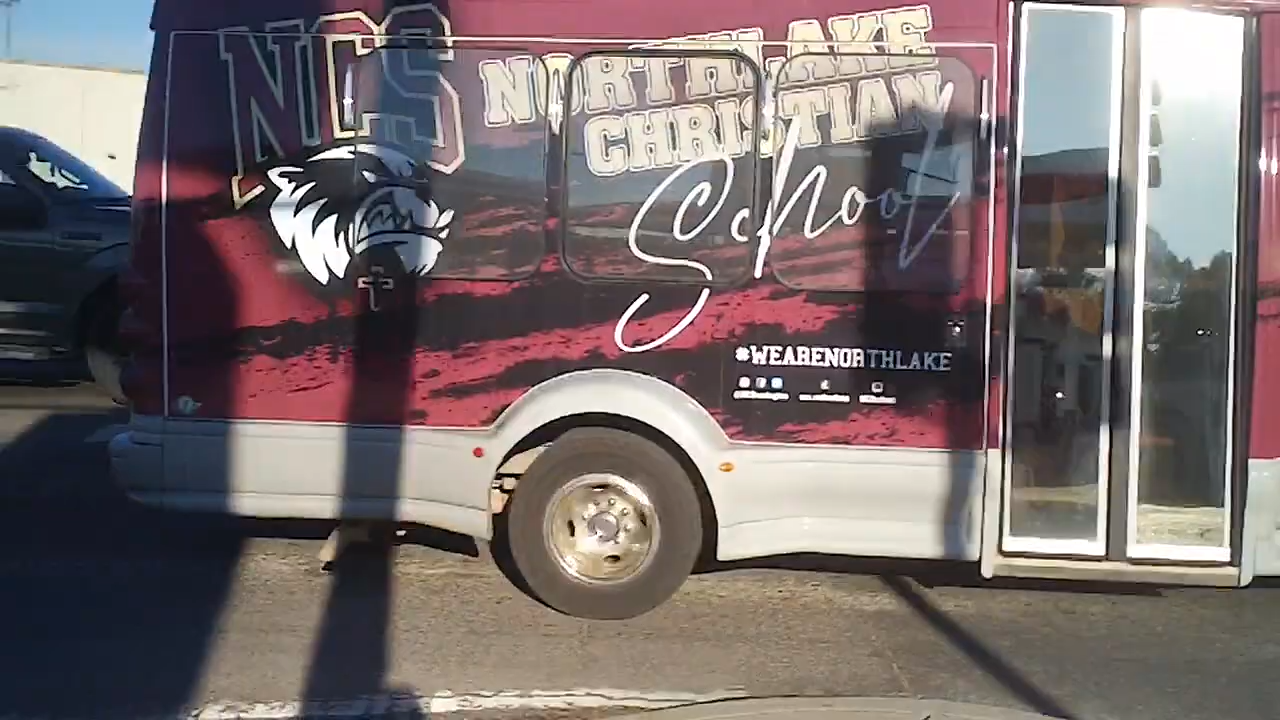 NCS
NORTHLAKE
CHRISTIAN
School
#WEARENORTHLAKE